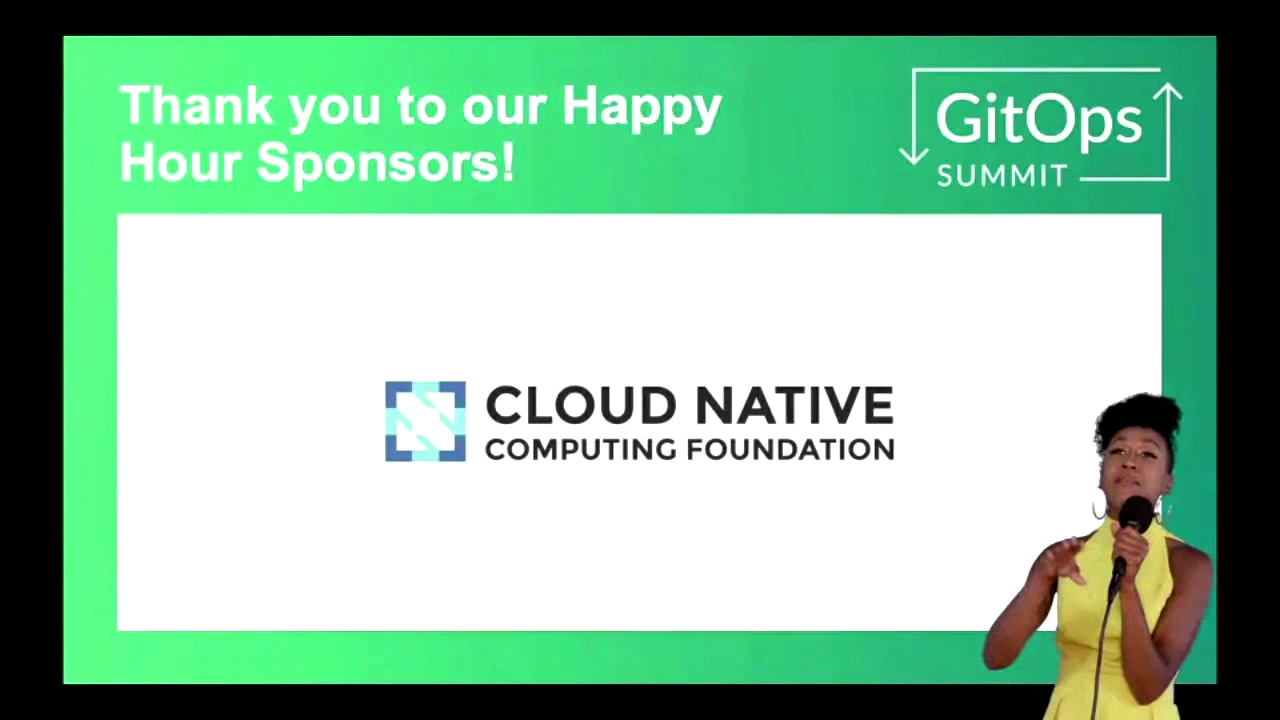 Thank you to our Happy
Hour Sponsors!
GitOps
SUMMIT
CLOUD NATIVE
COMPUTING FOUNDATION